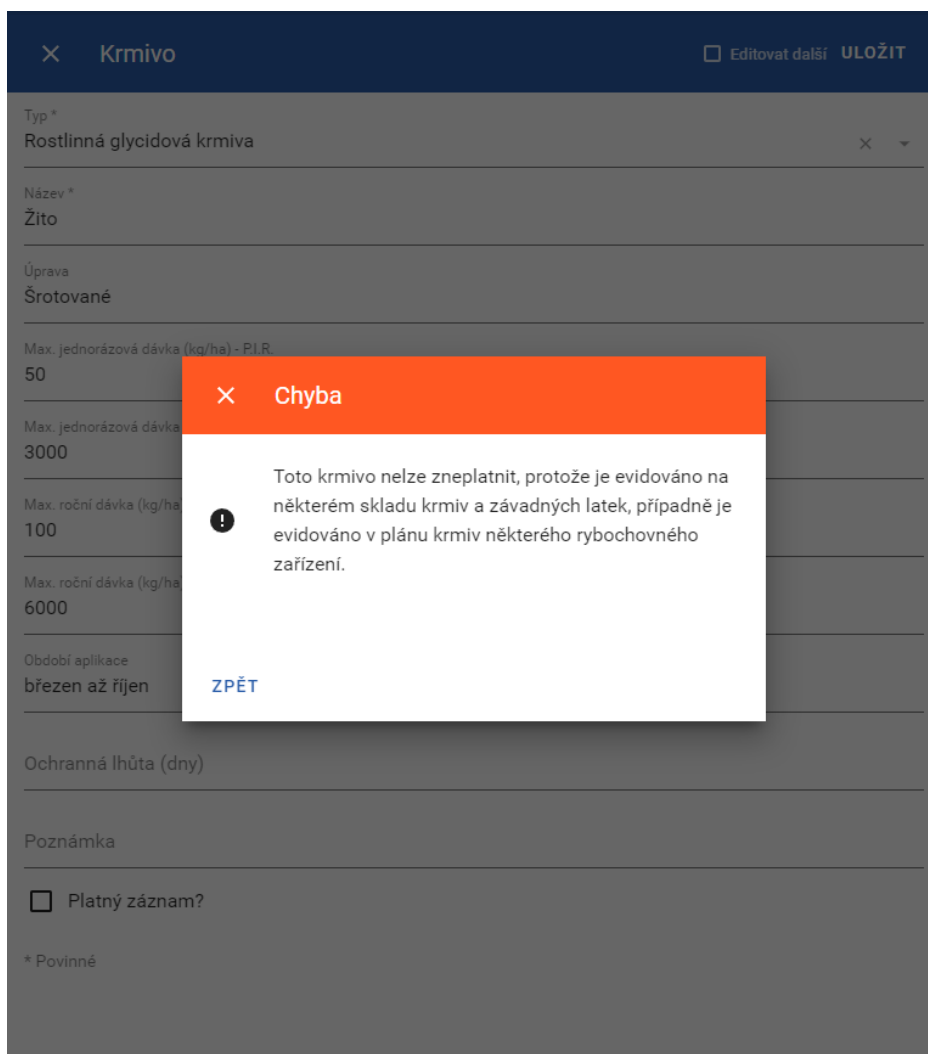 Krmivo
Editovat další ULOŽIT
Typ *
Rostlinná glycidová krmiva
Název *
Žito
Úprava
Šrotované
Max. jednorázová dávka (kg/ha) - P.I.R.
50
Max. jednorázová dávka
3000
Max. roční dávka (kg/ha)
100
Max. roční dávka (kg/ha)
6000
Období aplikace
březen až říjen
Chyba
Toto krmivo nelze zneplatnit, protože je evidováno na
některém skladu krmiv a závadných latek, případně je
evidováno v plánu krmiv některého rybochovného
zařízení.
ZPĚT
Ochranná lhůta (dny)
Poznámka
Platný záznam?
* Povinné